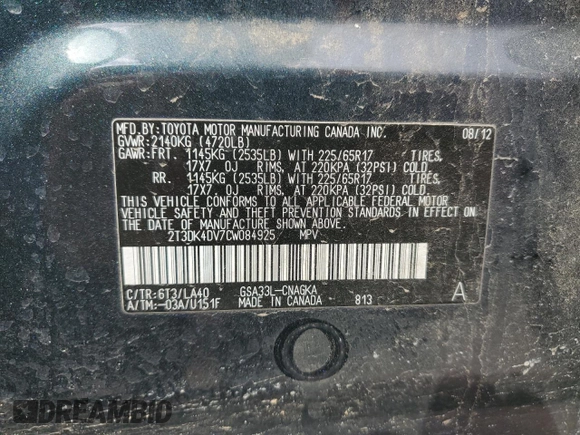 MFD.BY:TOYOTA MOTOR MANUFACTURING CANADA INC. 08/12
GVWR:2140KG (4720LB)
GAWR:FRT. 1145KG (2535LB) WITH 225/65R17 TIRES,
17X7 OJ RIMS, AT 220KPA (32PSI) COLD
RR. 1145KG (2535LB) WITH 225/65R17 TIRES,
17X7 OJ RIMS, AT 220KPA (32PSI) COLD
THIS VEHICLE CONFORMS TO ALL APPLICABLE FEDERAL MOTOR
VEHICLE SAFETY AND THEFT PREVENTION STANDARDS IN EFFECT ON
THE DATE OF MANUFACTURE SHOWN ABOVE.
2T3DK4DV7CW084925 MPV
C/TR:6T3/LA40 GSA33L-CNAGKA A
A/TM:-03A/U151F MADE IN CANADA 813
DREAMBID